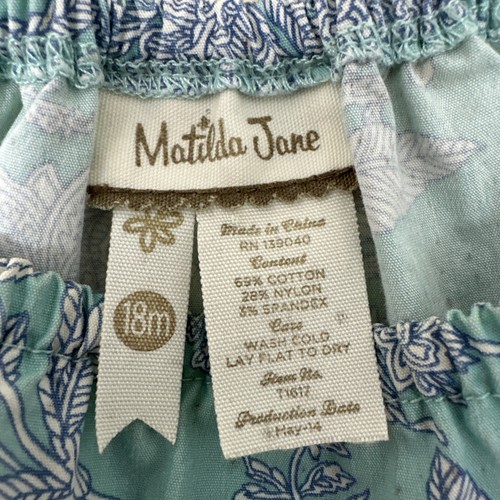 Matilda Jane
18m
Made in China
RN 139040
Content
69% COTTON
28% NYLON
3% SPANDEX
Care
WASH COLD
LAY FLAT TO DRY
Item No.
T1617
Production Date
May-14